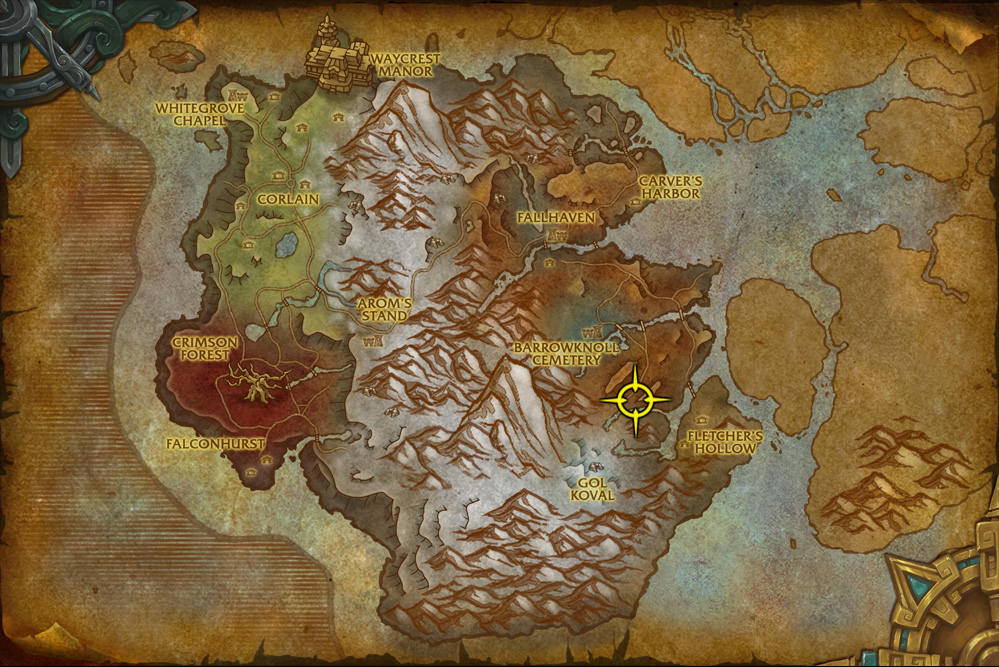 WAYCREST
MANOR
WHITEGROVE
CHAPEL
CARVER'S
HARBOR
CORLAIN
FALLHAVEN
AROM'S
STAND
CRIMSON
FOREST
BARROWKNOLL
CEMETERY
FALCONHURST
FLETCHER'S
HOLLOW
GOL
KOVAL